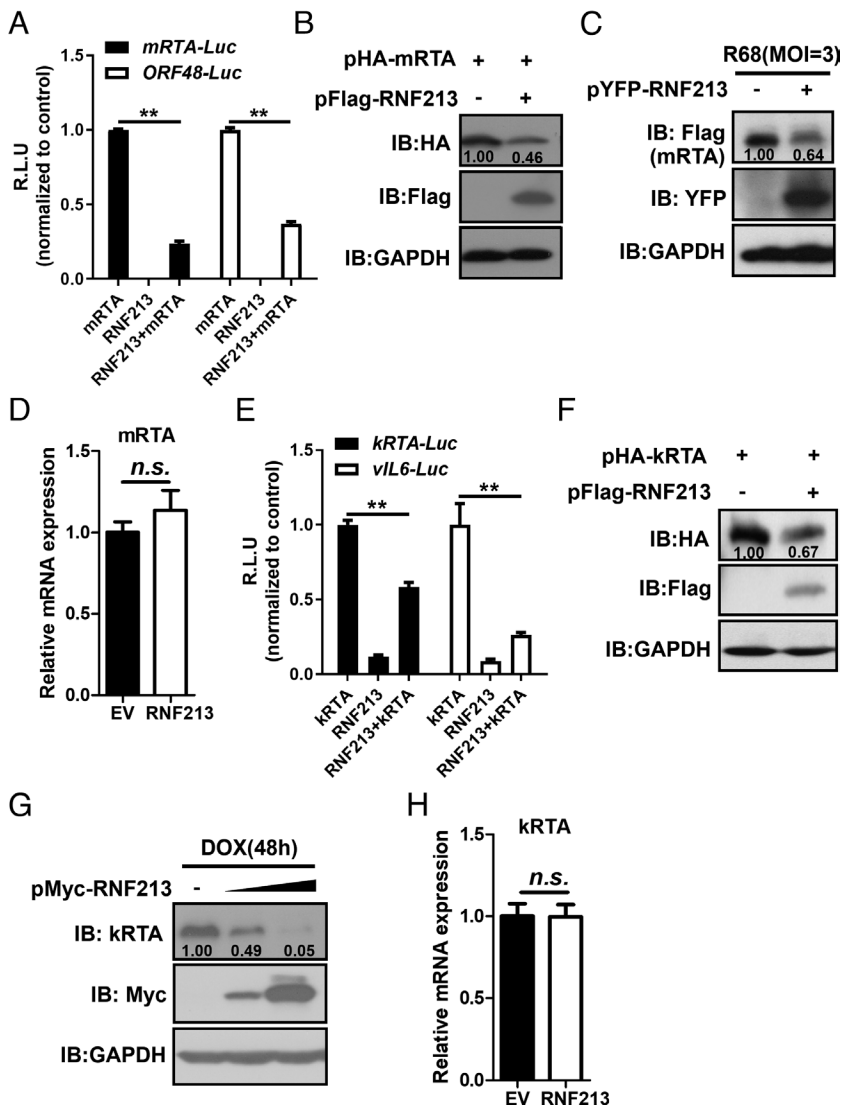 A
mRTA-Luc
ORF48-Luc
R.L.U
(normalized to control)
1.5
1.0
0.5
0.0
**
**
mRTA
RNF213
RNF213+mRTA
mRTA
RNF213
RNF213+mRTA
B
pHA-mRTA + +
pFlag-RNF213 - +
IB:HA
1.00 0.46
IB:Flag
IB:GAPDH
C
R68(MOI=3)
pYFP-RNF213 - +
IB: Flag
(mRTA)
1.00 0.64
IB: YFP
IB:GAPDH
D
mRTA
Relative mRNA expression
1.5
1.0
0.5
0.0
n.s.
EV RNF213
E
kRTA-Luc
vIL6-Luc
R.L.U
(normalized to control)
1.5
1.0
0.5
0.0
**
**
kRTA
RNF213
RNF213+kRTA
kRTA
RNF213
RNF213+kRTA
F
pHA-kRTA + +
pFlag-RNF213 - +
IB:HA
1.00 0.67
IB:Flag
IB:GAPDH
G
DOX(48h)
pMyc-RNF213 -
IB: kRTA
1.00 0.49 0.05
IB: Myc
IB:GAPDH
H
kRTA
Relative mRNA expression
1.5
1.0
0.5
0.0
n.s.
EV RNF213